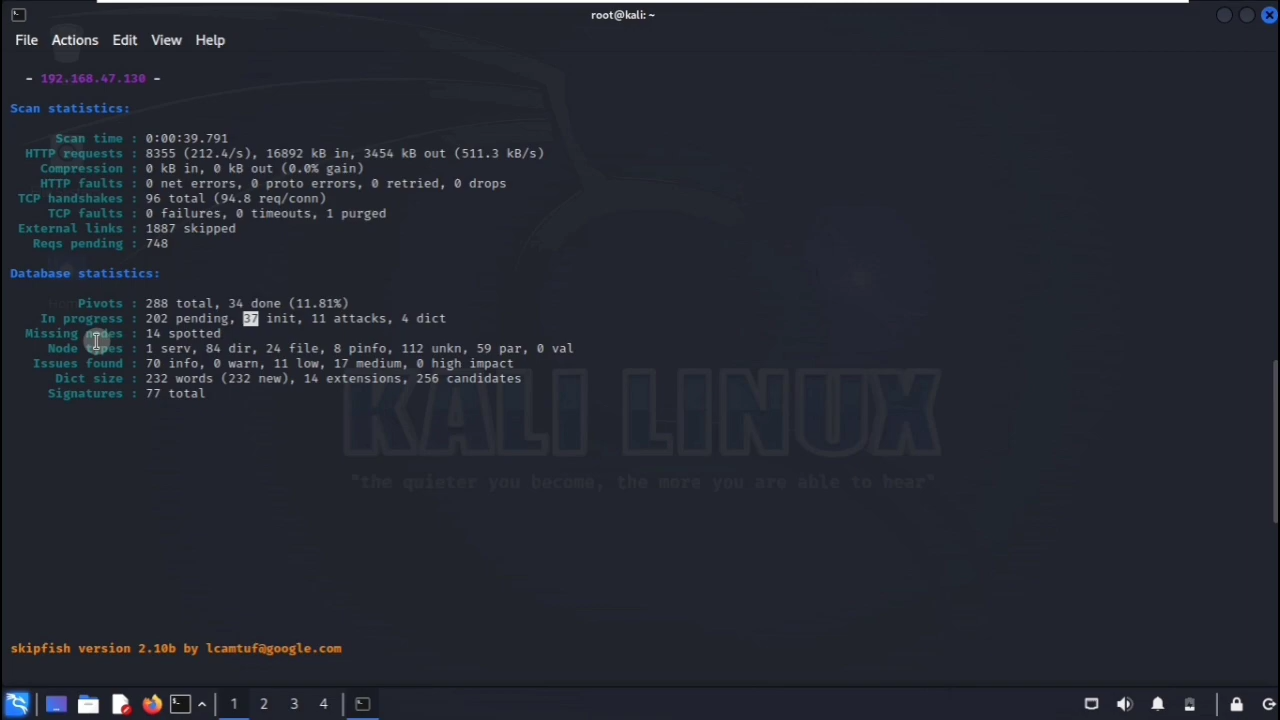 root@kali: ~
File Actions Edit View Help
- 192.168.47.130 -
Scan statistics:
Scan time : 0:00:39.791
HTTP requests : 8355 (212.4/s), 16892 kB in, 3454 kB out (511.3 kB/s)
Compression : 0 kB in, 0 kB out (0.0% gain)
HTTP faults : 0 net errors, 0 proto errors, 0 retried, 0 drops
TCP handshakes : 96 total (94.8 req/conn)
TCP faults : 0 failures, 0 timeouts, 1 purged
External links : 1887 skipped
Reqs pending : 748
Database statistics:
Pivots : 288 total, 34 done (11.81%)
In progress : 202 pending, 37 init, 11 attacks, 4 dict
Missing nodes : 14 spotted
Node types : 1 serv, 84 dir, 24 file, 8 pinfo, 112 unkn, 59 par, 0 val
Issues found : 70 info, 0 warn, 11 low, 17 medium, 0 high impact
Dict size : 232 words (232 new), 14 extensions, 256 candidates
Signatures : 77 total
KALI LINUX
"the quieter you become, the more you are able to hear"
skipfish version 2.10b by lcamtuf@google.com
1 2 3 4